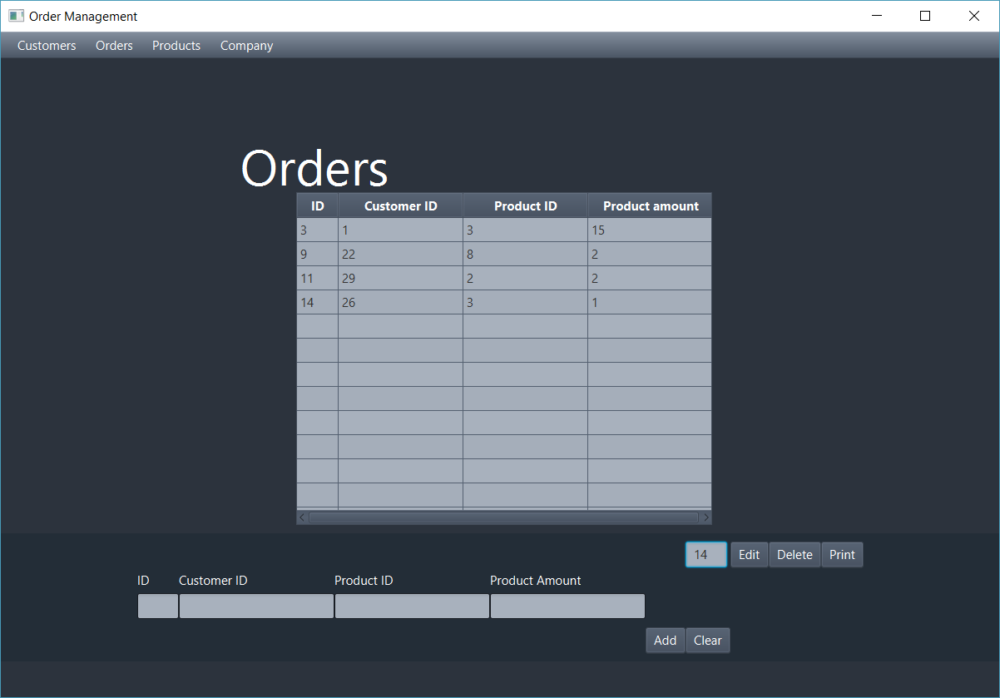 Order Management
Customers Orders Products Company
Orders
ID Customer ID Product ID Product amount
3 1 3 15
9 22 8 2
11 29 2 2
14 26 3 1
14 Edit Delete Print
ID Customer ID Product ID Product Amount
Add Clear